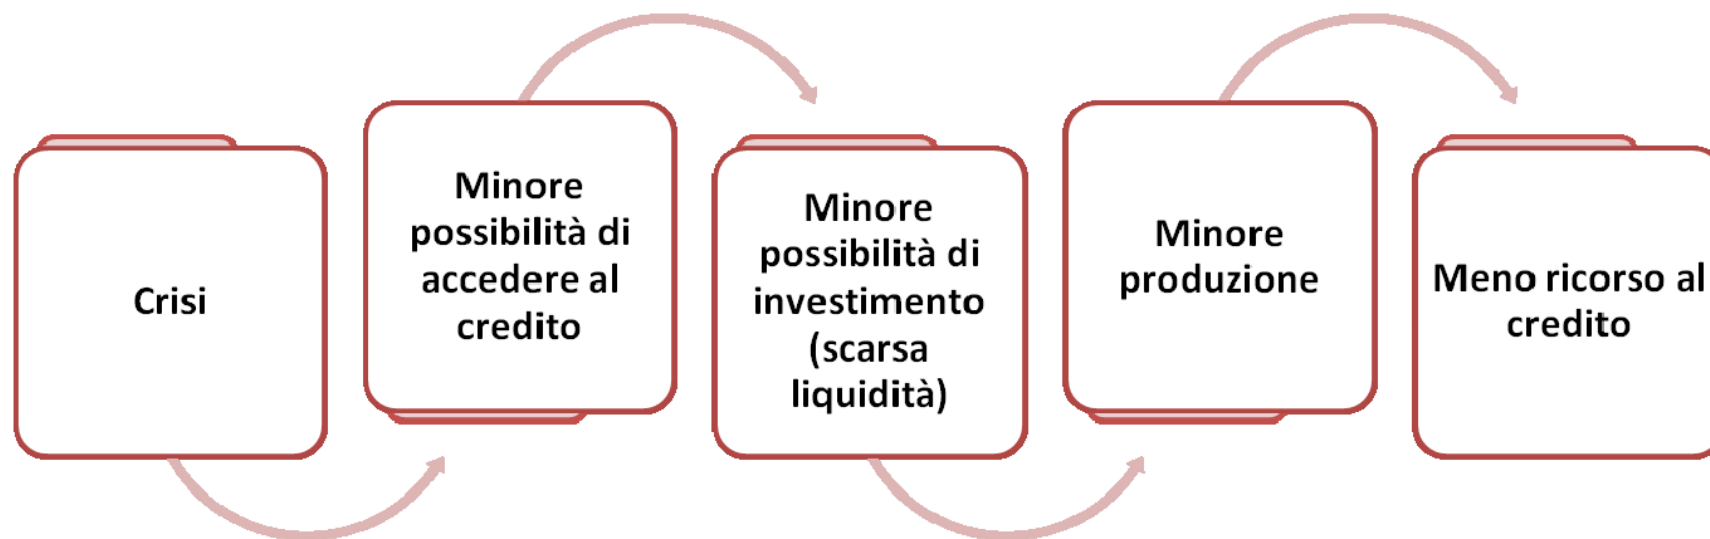 Crisi
Minore
possibilità di
accedere al
credito
Minore
possibilità di
investimento
(scarsa
liquidità)
Minore
produzione
Meno ricorso al
credito